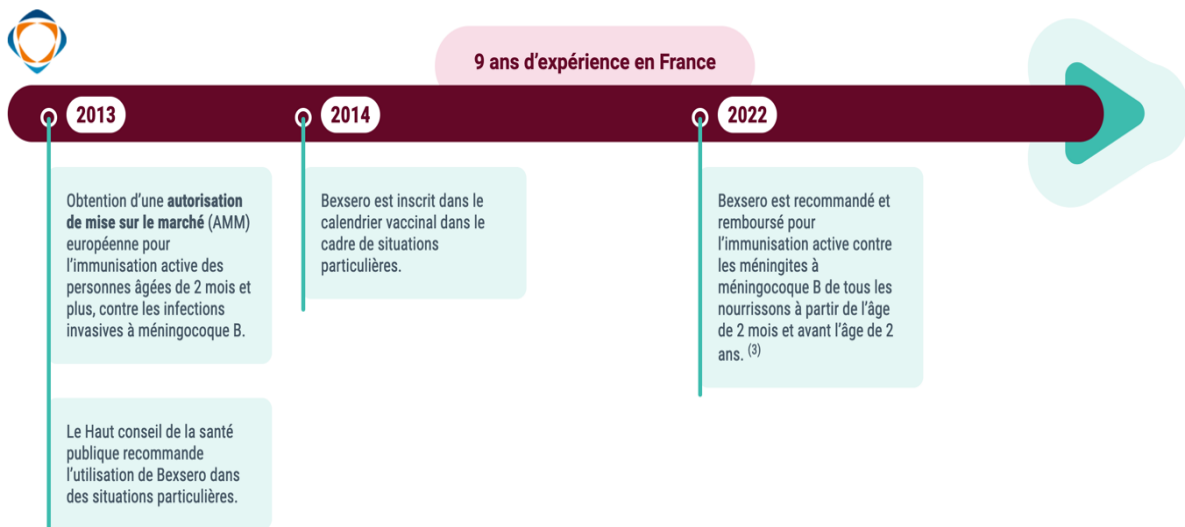 9 ans d’expérience en France
2013
2014
2022
Obtention d’une autorisation
de mise sur le marché (AMM)
européenne pour
l’immunisation active des
personnes âgées de 2 mois et
plus, contre les infections
invasives à méningocoque B.
Le Haut conseil de la santé
publique recommande
l’utilisation de Bexsero dans
des situations particulières.
Bexsero est inscrit dans le
calendrier vaccinal dans le
cadre de situations
particulières.
Bexsero est recommandé et
remboursé pour
l’immunisation active contre
les méningites à
méningocoque B de tous les
nourrissons à partir de l’âge
de 2 mois et avant l’âge de 2
ans. (3)